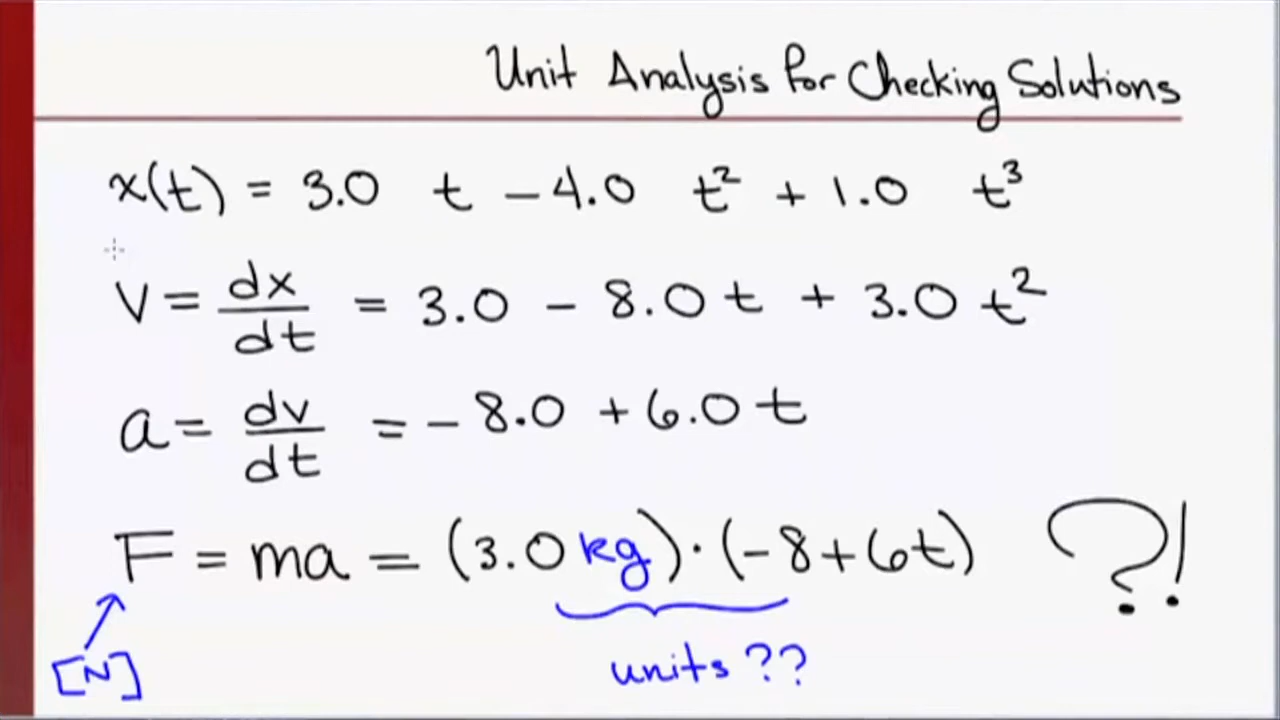 Unit Analysis for Checking Solutions
x(t) = 3.0 t - 4.0 t² + 1.0 t³
V = dx/dt = 3.0 - 8.0 t + 3.0 t²
a = dv/dt = - 8.0 + 6.0 t
F = ma = (3.0 kg) · (-8+6t) ?!
[N] units ??